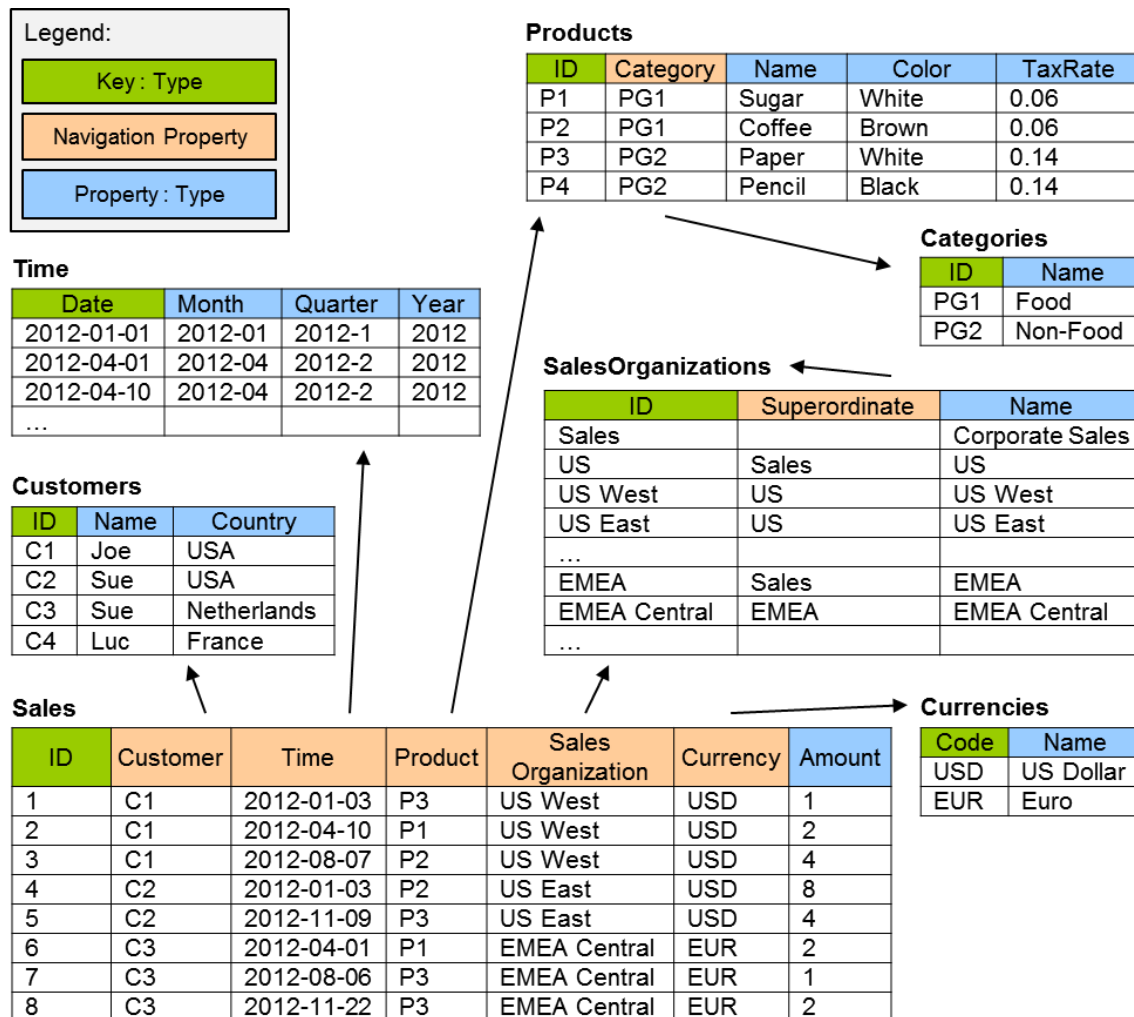 Legend:
Key : Type
Navigation Property
Property : Type
Products
ID Category Name Color TaxRate
P1 PG1 Sugar White 0.06
P2 PG1 Coffee Brown 0.06
P3 PG2 Paper White 0.14
P4 PG2 Pencil Black 0.14
Categories
ID Name
PG1 Food
PG2 Non-Food
Time
Date Month Quarter Year
2012-01-01 2012-01 2012-1 2012
2012-04-01 2012-04 2012-2 2012
2012-04-10 2012-04 2012-2 2012
...
SalesOrganizations
ID Superordinate Name
Sales Corporate Sales
US Sales US
US West US US West
US East US US East
...
EMEA Sales EMEA
EMEA Central EMEA EMEA Central
...
Customers
ID Name Country
C1 Joe USA
C2 Sue USA
C3 Sue Netherlands
C4 Luc France
Sales
ID Customer Time Product Sales Organization Currency Amount
1 C1 2012-01-03 P3 US West USD 1
2 C1 2012-04-10 P1 US West USD 2
3 C1 2012-08-07 P2 US West USD 4
4 C2 2012-01-03 P2 US East USD 8
5 C2 2012-11-09 P3 US East USD 4
6 C3 2012-04-01 P1 EMEA Central EUR 2
7 C3 2012-08-06 P3 EMEA Central EUR 1
8 C3 2012-11-22 P3 EMEA Central EUR 2
Currencies
Code Name
USD US Dollar
EUR Euro